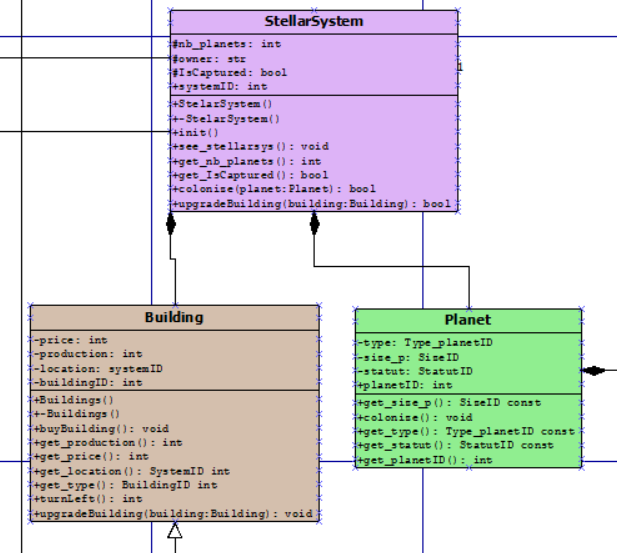 StellarSystem
#nb_planets: int
#owner: str
#IsCaptured: bool
+systemID: int
1
+StelarSystem()
+-StelarSystem()
+init()
+see_stellarsys(): void
+get_nb_planets(): int
+get_IsCaptured(): bool
+colonise(planet:Planet): bool
+upgradeBuilding(building:Building): bool
Building
-price: int
-production: int
-location: systemID
-buildingID: int
+Buildings()
+-Buildings()
+buyBuilding(): void
+get_production(): int
+get_price(): int
+get_location(): SystemID int
+get_type(): BuildingID int
+turnLeft(): int
+upgradeBuilding(building:Building): void
Planet
-type: Type_planetID
-size_p: SizeID
-statut: StatutID
+planetID: int
+get_size_p(): SizeID const
+colonise(): void
+get_type(): Type_planetID const
+get_statut(): StatutID const
+get_planetID(): int